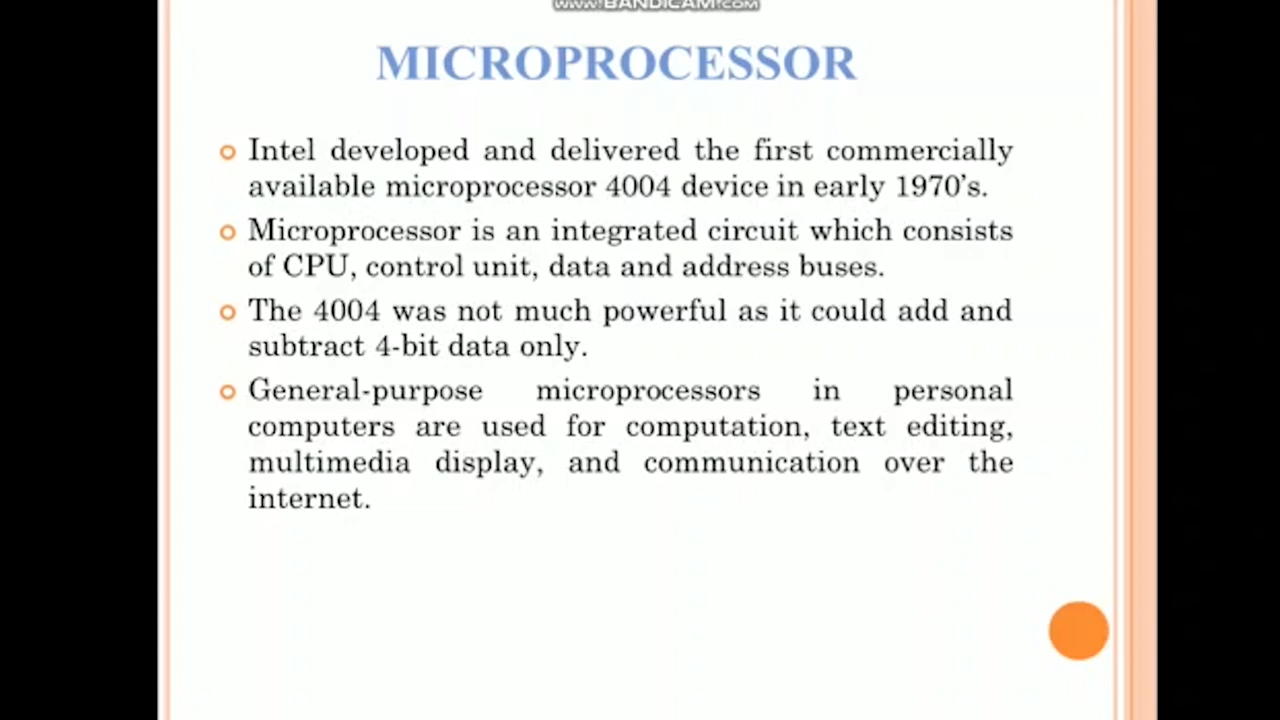 www.BANDICAM.com
MICROPROCESSOR
Intel developed and delivered the first commercially
available microprocessor 4004 device in early 1970’s.
Microprocessor is an integrated circuit which consists
of CPU, control unit, data and address buses.
The 4004 was not much powerful as it could add and
subtract 4-bit data only.
General-purpose microprocessors in personal
computers are used for computation, text editing,
multimedia display, and communication over the
internet.